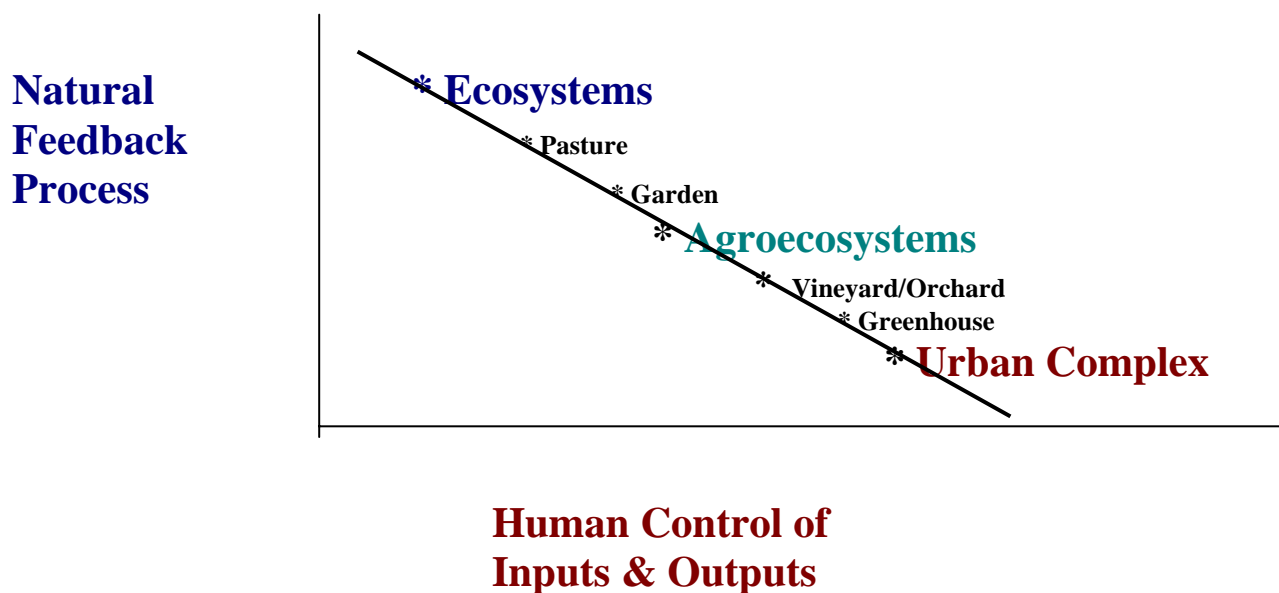 Natural
Feedback
Process
* Ecosystems
* Pasture
* Garden
* Agroecosystems
* Vineyard/Orchard
* Greenhouse
* Urban Complex
Human Control of
Inputs & Outputs